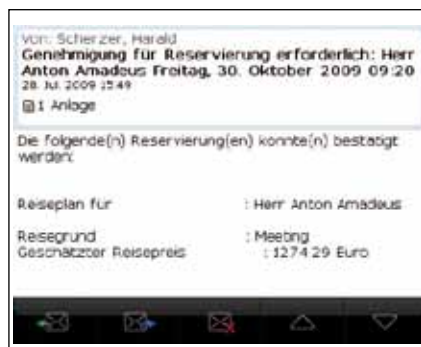 Von: Scherzer, Harald
Genehmigung für Reservierung erforderlich: Herr
Anton Amadeus Freitag, 30. Oktober 2009 09:20
28. Jul. 2009 15:49
1 Anlage
Die folgende(n) Reservierung(en) konnte(n) bestätigt
werden:
Reiseplan für : Herr Anton Amadeus
Reisegrund : Meeting
Geschätzter Reisepreis : 1274.29 Euro